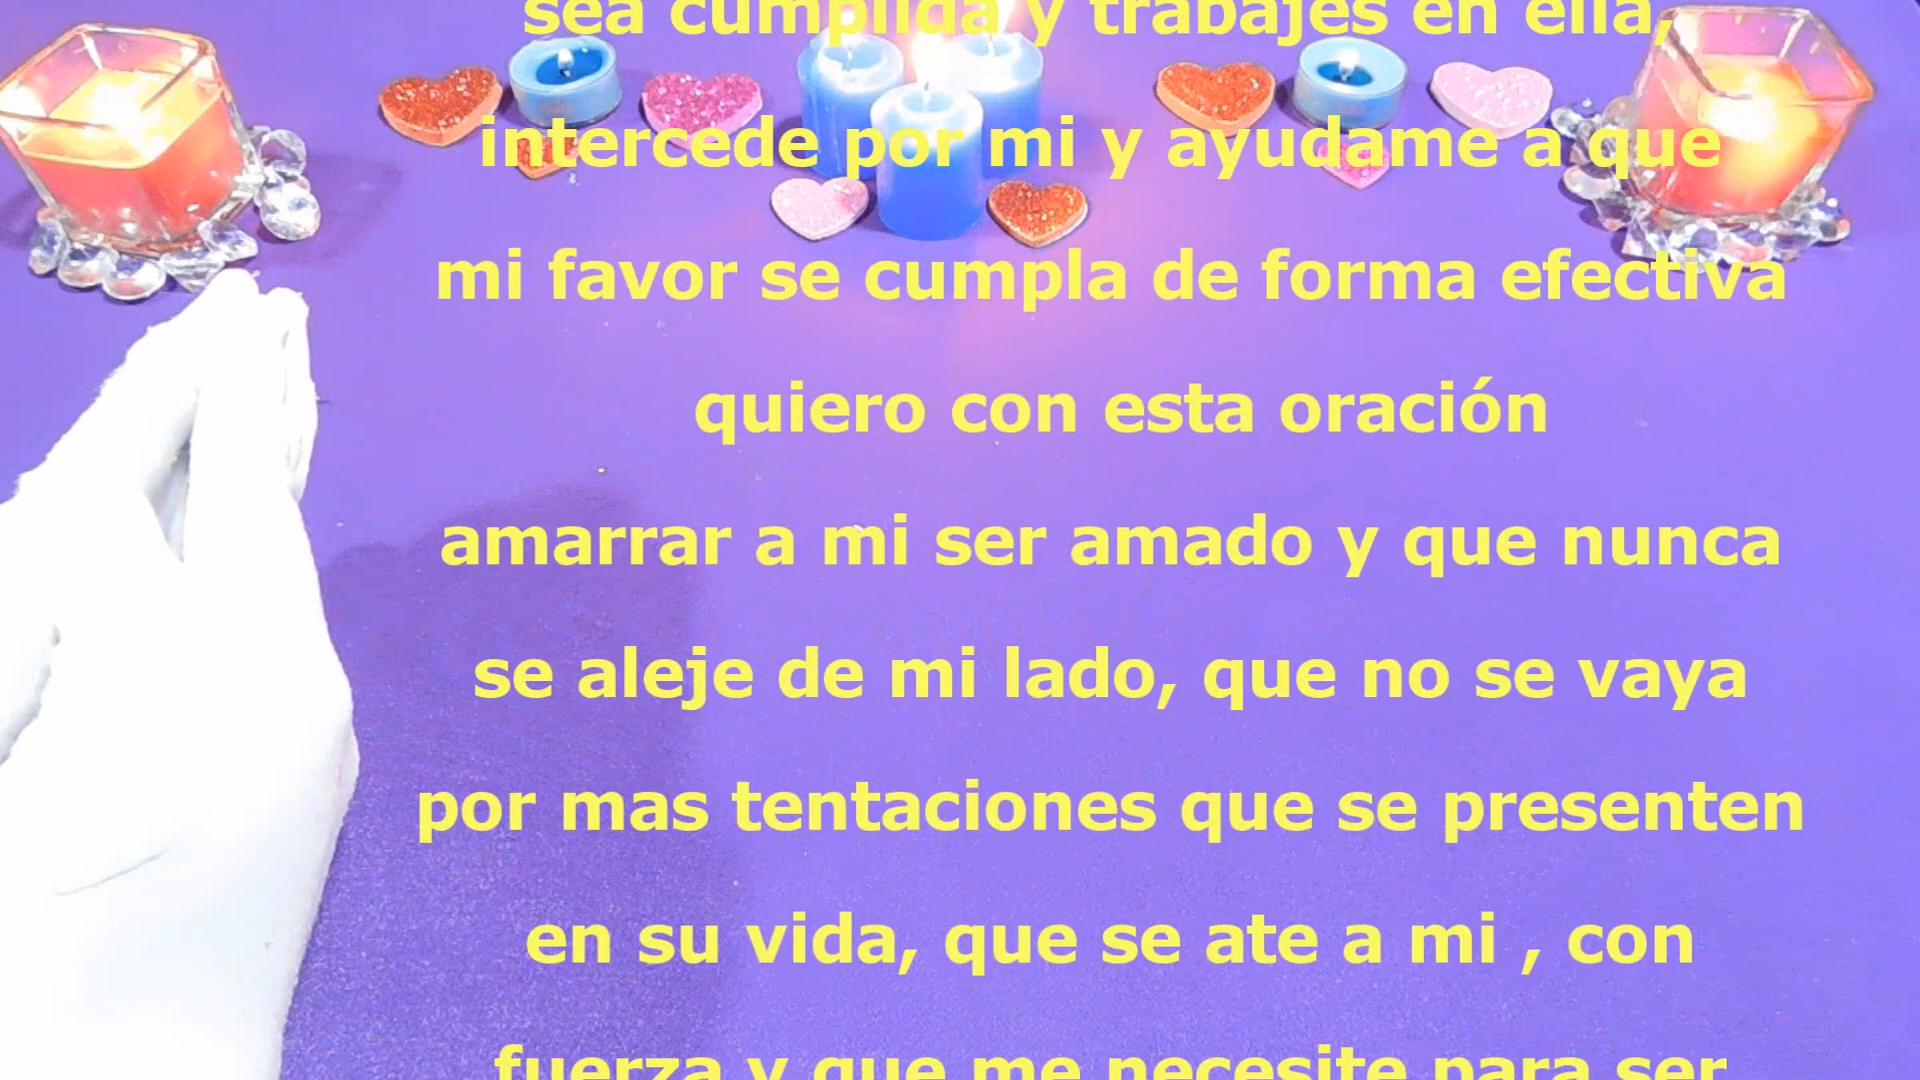 sea cumplida y trabajes en ella,
intercede por mi y ayudame a que
mi favor se cumpla de forma efectiva
quiero con esta oración
amarrar a mi ser amado y que nunca
se aleje de mi lado, que no se vaya
por mas tentaciones que se presenten
en su vida, que se ate a mi , con
fuerza y que me necesite para ser